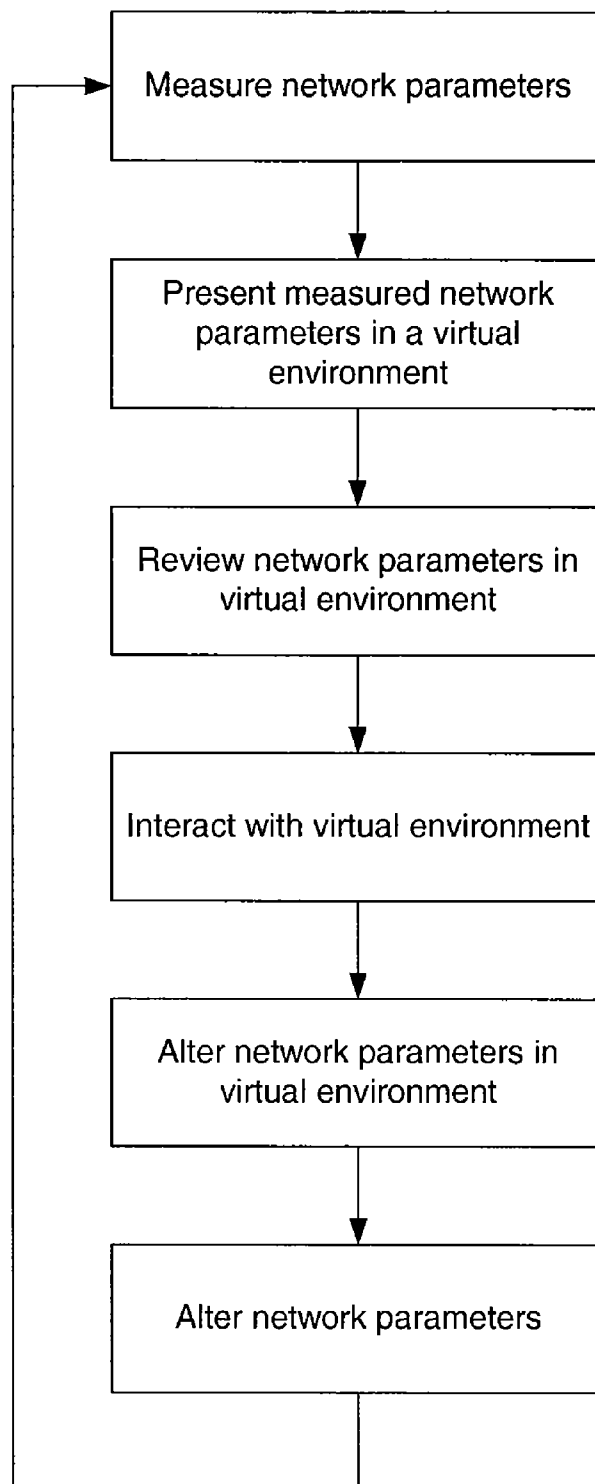 Measure network parameters
Present measured network
parameters in a virtual
environment
Review network parameters in
virtual environment
Interact with virtual environment
Alter network parameters in
virtual environment
Alter network parameters